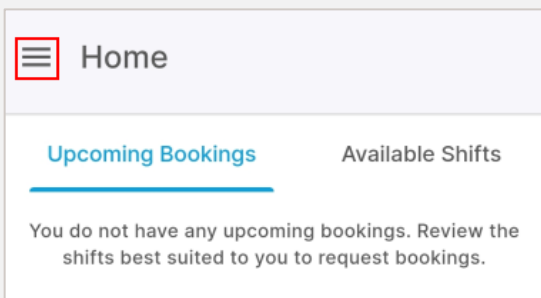 Home
Upcoming Bookings
Available Shifts
You do not have any upcoming bookings. Review the
shifts best suited to you to request bookings.